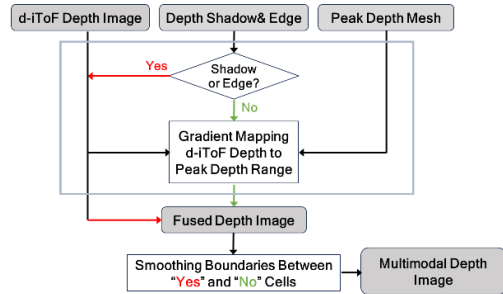 d-iToF Depth Image
Depth Shadow& Edge
Peak Depth Mesh
Yes
Shadow
or Edge?
No
Gradient Mapping
d-iToF Depth to
Peak Depth Range
Fused Depth Image
Smoothing Boundaries Between
“Yes” and “No” Cells
Multimodal Depth
Image